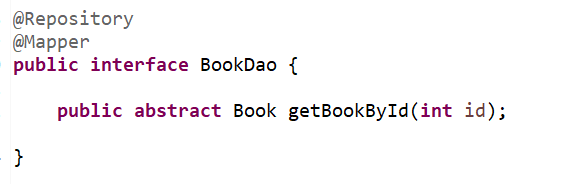 @Repository
@Mapper
public interface BookDao {
public abstract Book getBookById(int id);
}